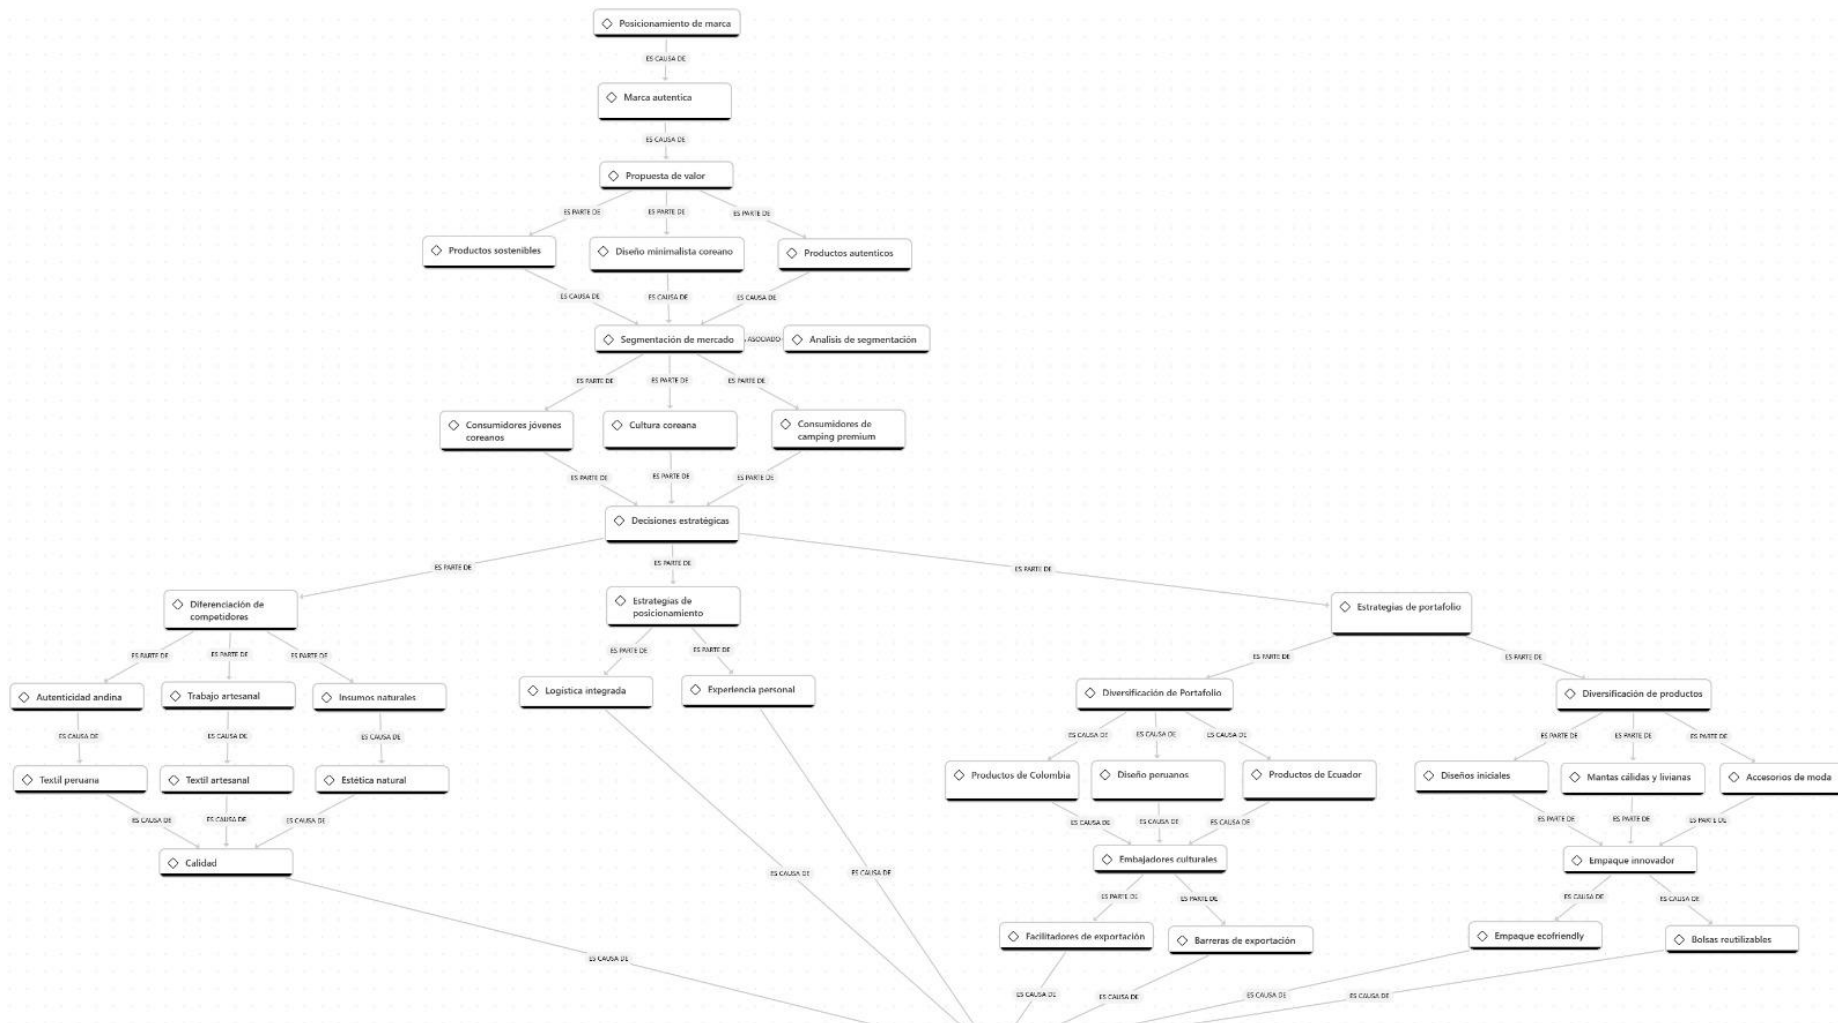 Posicionamiento de marca
ES CAUSA DE
Marca autentica
ES CAUSA DE
Propuesta de valor
ES PARTE DE
ES PARTE DE
ES PARTE DE
Productos sostenibles
Diseño minimalista coreano
Productos autenticos
ES CAUSA DE
ES CAUSA DE
ES CAUSA DE
Segmentación de mercado
ASOCIADO
Analisis de segmentación
ES PARTE DE
ES PARTE DE
ES PARTE DE
Consumidores jóvenes
coreanos
Cultura coreana
Consumidores de
camping premium
ES PARTE DE
ES PARTE DE
ES PARTE DE
Decisiones estratégicas
ES PARTE DE
ES PARTE DE
ES PARTE DE
Diferenciación de
competidores
Estrategias de
posicionamiento
Estrategias de portafolio
ES PARTE DE
ES PARTE DE
ES PARTE DE
ES PARTE DE
ES PARTE DE
ES PARTE DE
ES PARTE DE
Autenticidad andina
Trabajo artesanal
Insumos naturales
Logística integrada
Experiencia personal
Diversificación de Portafolio
Diversificación de productos
ES CAUSA DE
ES CAUSA DE
ES CAUSA DE
ES CAUSA DE
ES CAUSA DE
ES CAUSA DE
ES PARTE DE
ES PARTE DE
ES PARTE DE
Textil peruana
Textil artesanal
Estética natural
Productos de Colombia
Diseño peruanos
Productos de Ecuador
Diseños iniciales
Mantas cálidas y livianas
Accesorios de moda
ES CAUSA DE
ES CAUSA DE
ES CAUSA DE
ES CAUSA DE
ES CAUSA DE
ES CAUSA DE
ES PARTE DE
ES PARTE DE
ES PARTE DE
Calidad
ES CAUSA DE
ES CAUSA DE
Embajadores culturales
Empaque innovador
ES PARTE DE
ES PARTE DE
ES CAUSA DE
ES CAUSA DE
Facilitadores de exportación
Barreras de exportación
Empaque ecofriendly
Bolsas reutilizables
ES CAUSA DE
ES CAUSA DE
ES CAUSA DE
ES CAUSA DE
ES CAUSA DE